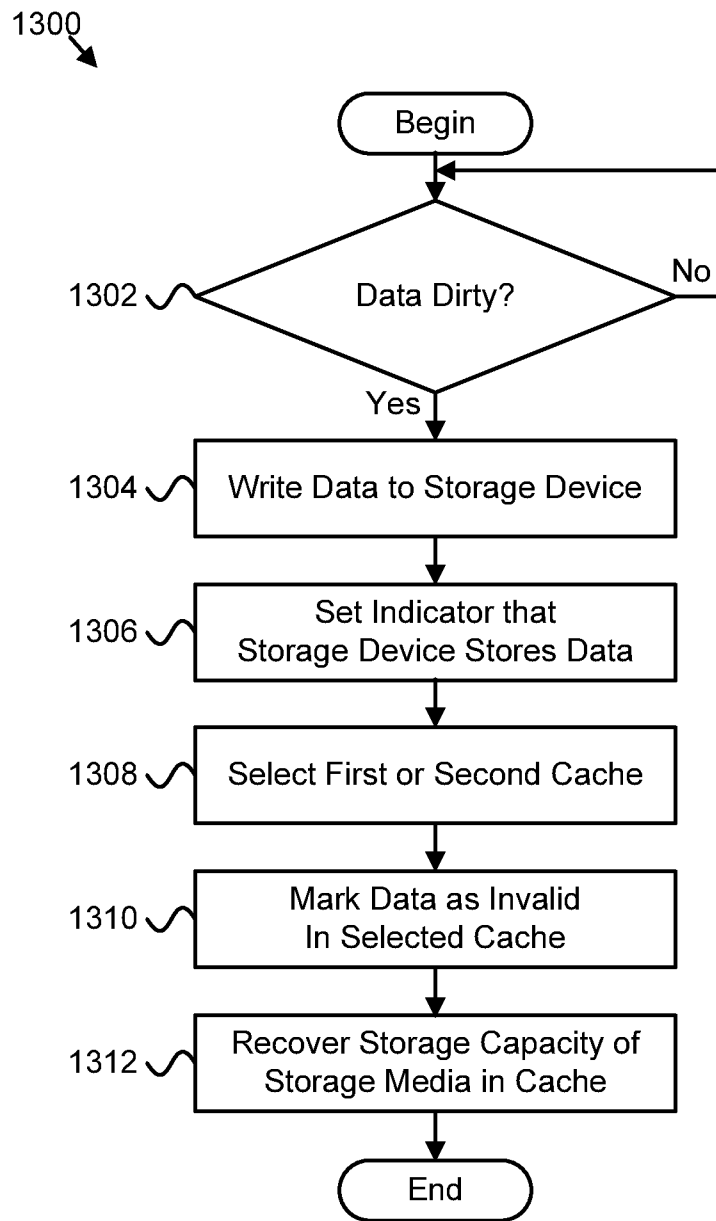 1300
Begin
No
1302
Data Dirty?
Yes
1304
Write Data to Storage Device
1306
Set Indicator that
Storage Device Stores Data
1308
Select First or Second Cache
1310
Mark Data as Invalid
In Selected Cache
1312
Recover Storage Capacity of
Storage Media in Cache
End